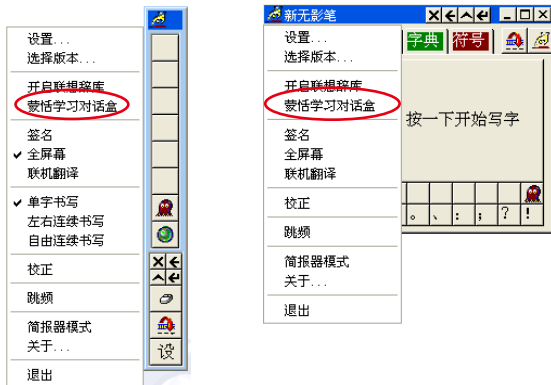 设置...
选择版本...
开启联想辞库
蒙恬学习对话盒
签名
全屏幕
联机翻译
单字书写
左右连续书写
自由连续书写
校正
跳频
简报器模式
关于...
退出
设
新无影笔
字典 符号
设置...
选择版本...
开启联想辞库
蒙恬学习对话盒
签名
全屏幕
联机翻译
校正
跳频
简报器模式
关于...
退出
按一下开始写字
。 、 : ; ? !